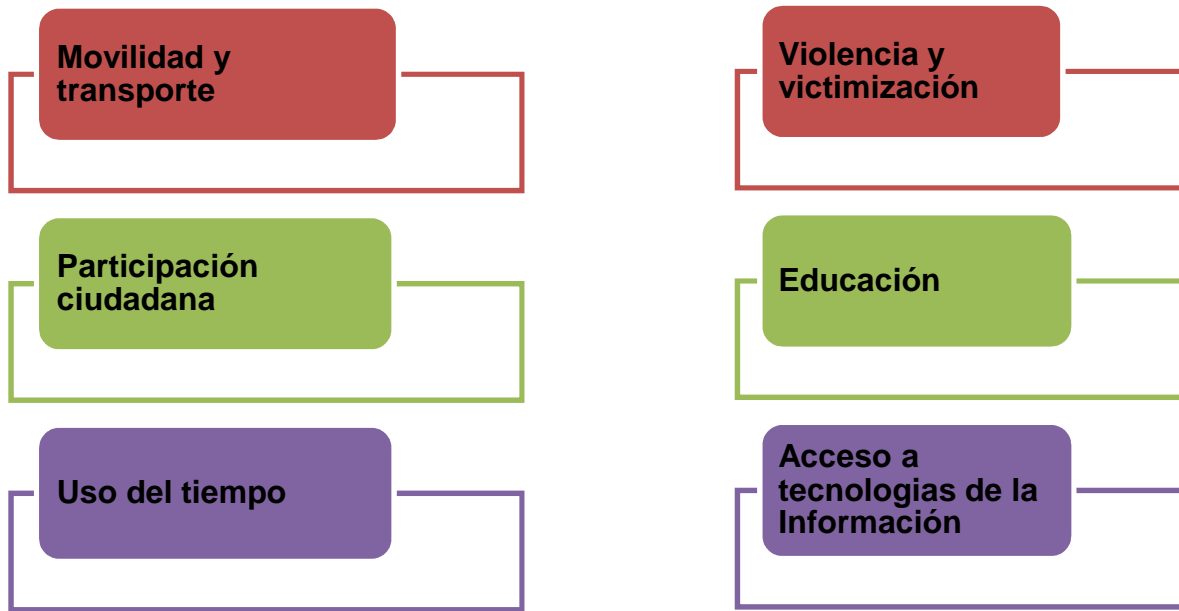 Movilidad y
transporte
Violencia y
victimización
Participación
ciudadana
Educación
Uso del tiempo
Acceso a
tecnologias de la
Información